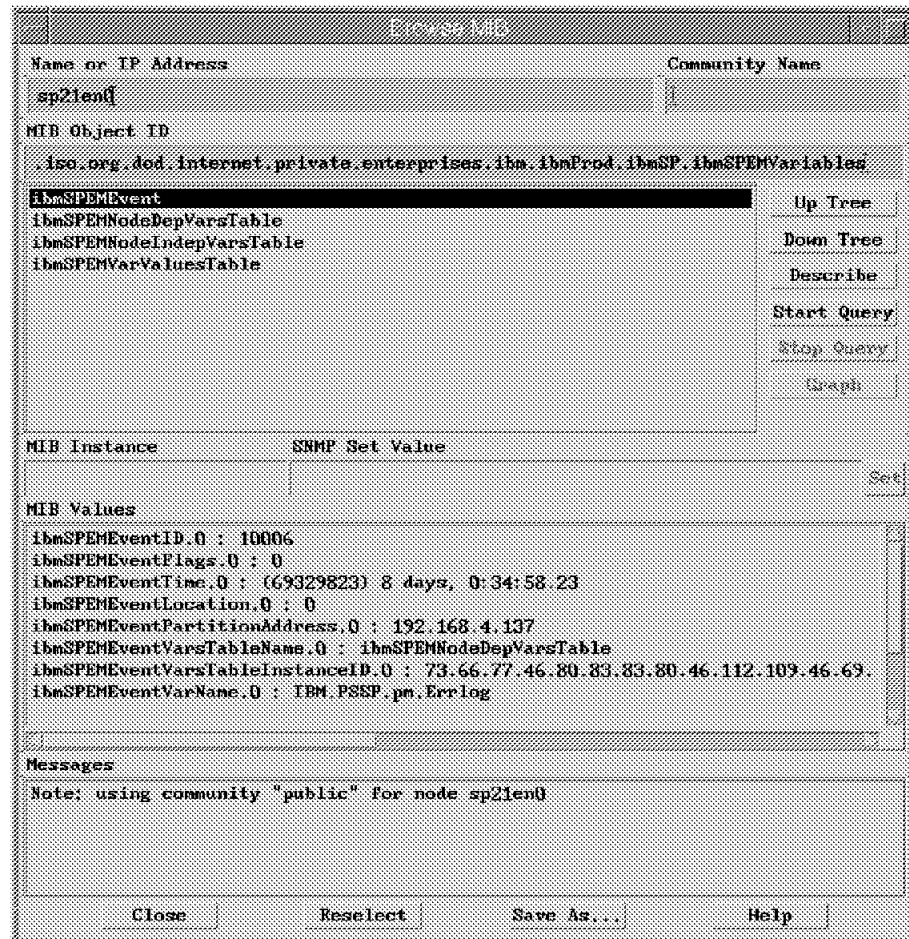 Browse MIB
Name or IP Address Community Name
sp21en0
MIB Object ID
.iso.org.dod.internet.private.enterprises.ibm.ibmProd.ibmSP.ibmSPEMVariables
ibmSPEMEvent
ibmSPEMNodeDepVarsTable
ibmSPEMNodeIndepVarsTable
ibmSPEMVarValuesTable
Up Tree
Down Tree
Describe
Start Query
Stop Query
Graph
MIB Instance SNMP Set Value
Set
MIB Values
ibmSPEMEventID.0 : 10006
ibmSPEMEventFlags.0 : 0
ibmSPEMEventTime.0 : (69329823) 8 days, 0:34:58.23
ibmSPEMEventLocation.0 : 0
ibmSPEMEventPartitionAddress.0 : 192.168.4.137
ibmSPEMEventVarsTableName.0 : ibmSPEMNodeDepVarsTable
ibmSPEMEventVarsTableInstanceID.0 : 73.66.77.46.80.83.83.80.46.112.109.46.69.
ibmSPEMEventVarName.0 : IBM.PSSP.pm.Errlog
Messages
Note: using community "public" for node sp21en0
Close Reselect Save As... Help